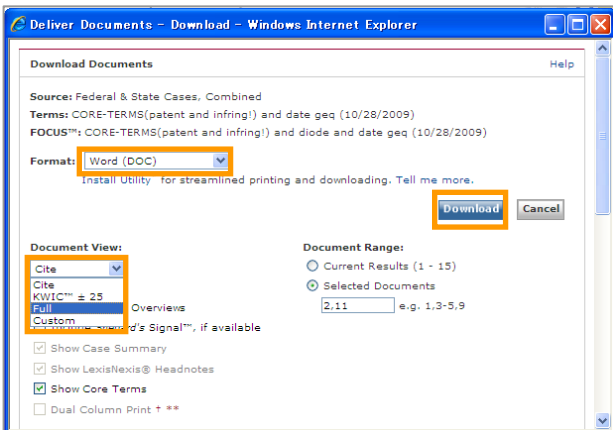 Deliver Documents - Download - Windows Internet Explorer
Download Documents
Help
Source: Federal & State Cases, Combined
Terms: CORE-TERMS(patent and infring!) and date geq (10/28/2009)
FOCUS™: CORE-TERMS(patent and infring!) and diode and date geq (10/28/2009)
Format: Word (DOC)
Install Utility for streamlined printing and downloading. Tell me more.
Download Cancel
Document View:
Cite
Cite
KWIC™ ± 25
Full
Custom
Overviews
Signal™, if available
Show Case Summary
Show LexisNexis® Headnotes
Show Core Terms
Dual Column Print † **
Document Range:
Current Results (1 - 15)
Selected Documents
2,11 e.g. 1,3-5,9